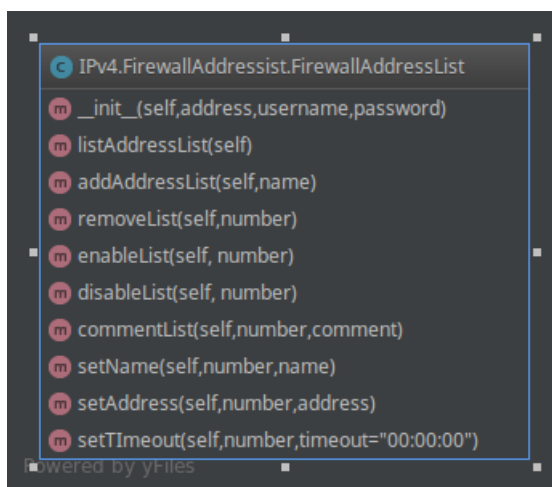 C IPv4.FirewallAddressist.FirewallAddressList
m __init__(self,address,username,password)
m listAddressList(self)
m addAddressList(self,name)
m removeList(self,number)
m enableList(self, number)
m disableList(self, number)
m commentList(self,number,comment)
m setName(self,number,name)
m setAddress(self,number,address)
m setTImeout(self,number,timeout="00:00:00")
Powered by yFiles